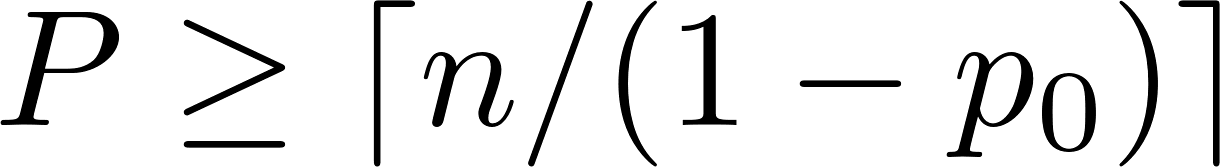 P ≥ ⌈n/(1 − p₀)⌉